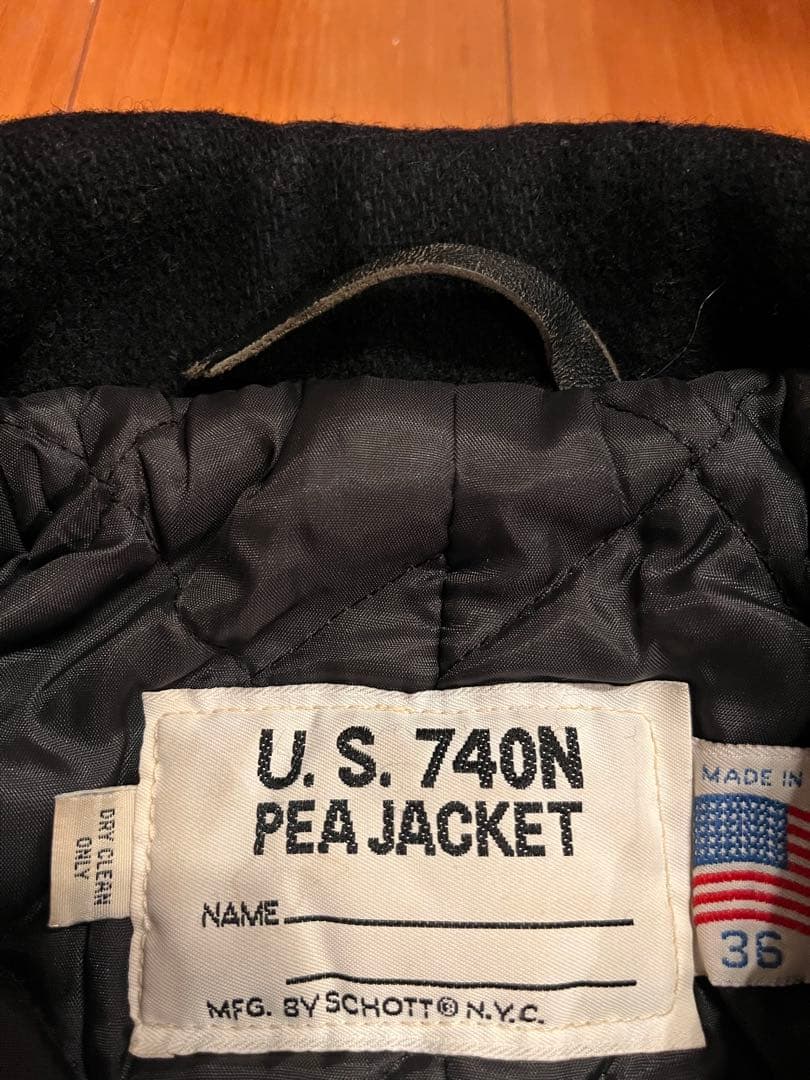 U. S. 740N
PEA JACKET
NAME
MFG. BY SCHOTT® N.Y.C.
DRY CLEAN
ONLY
MADE IN
36